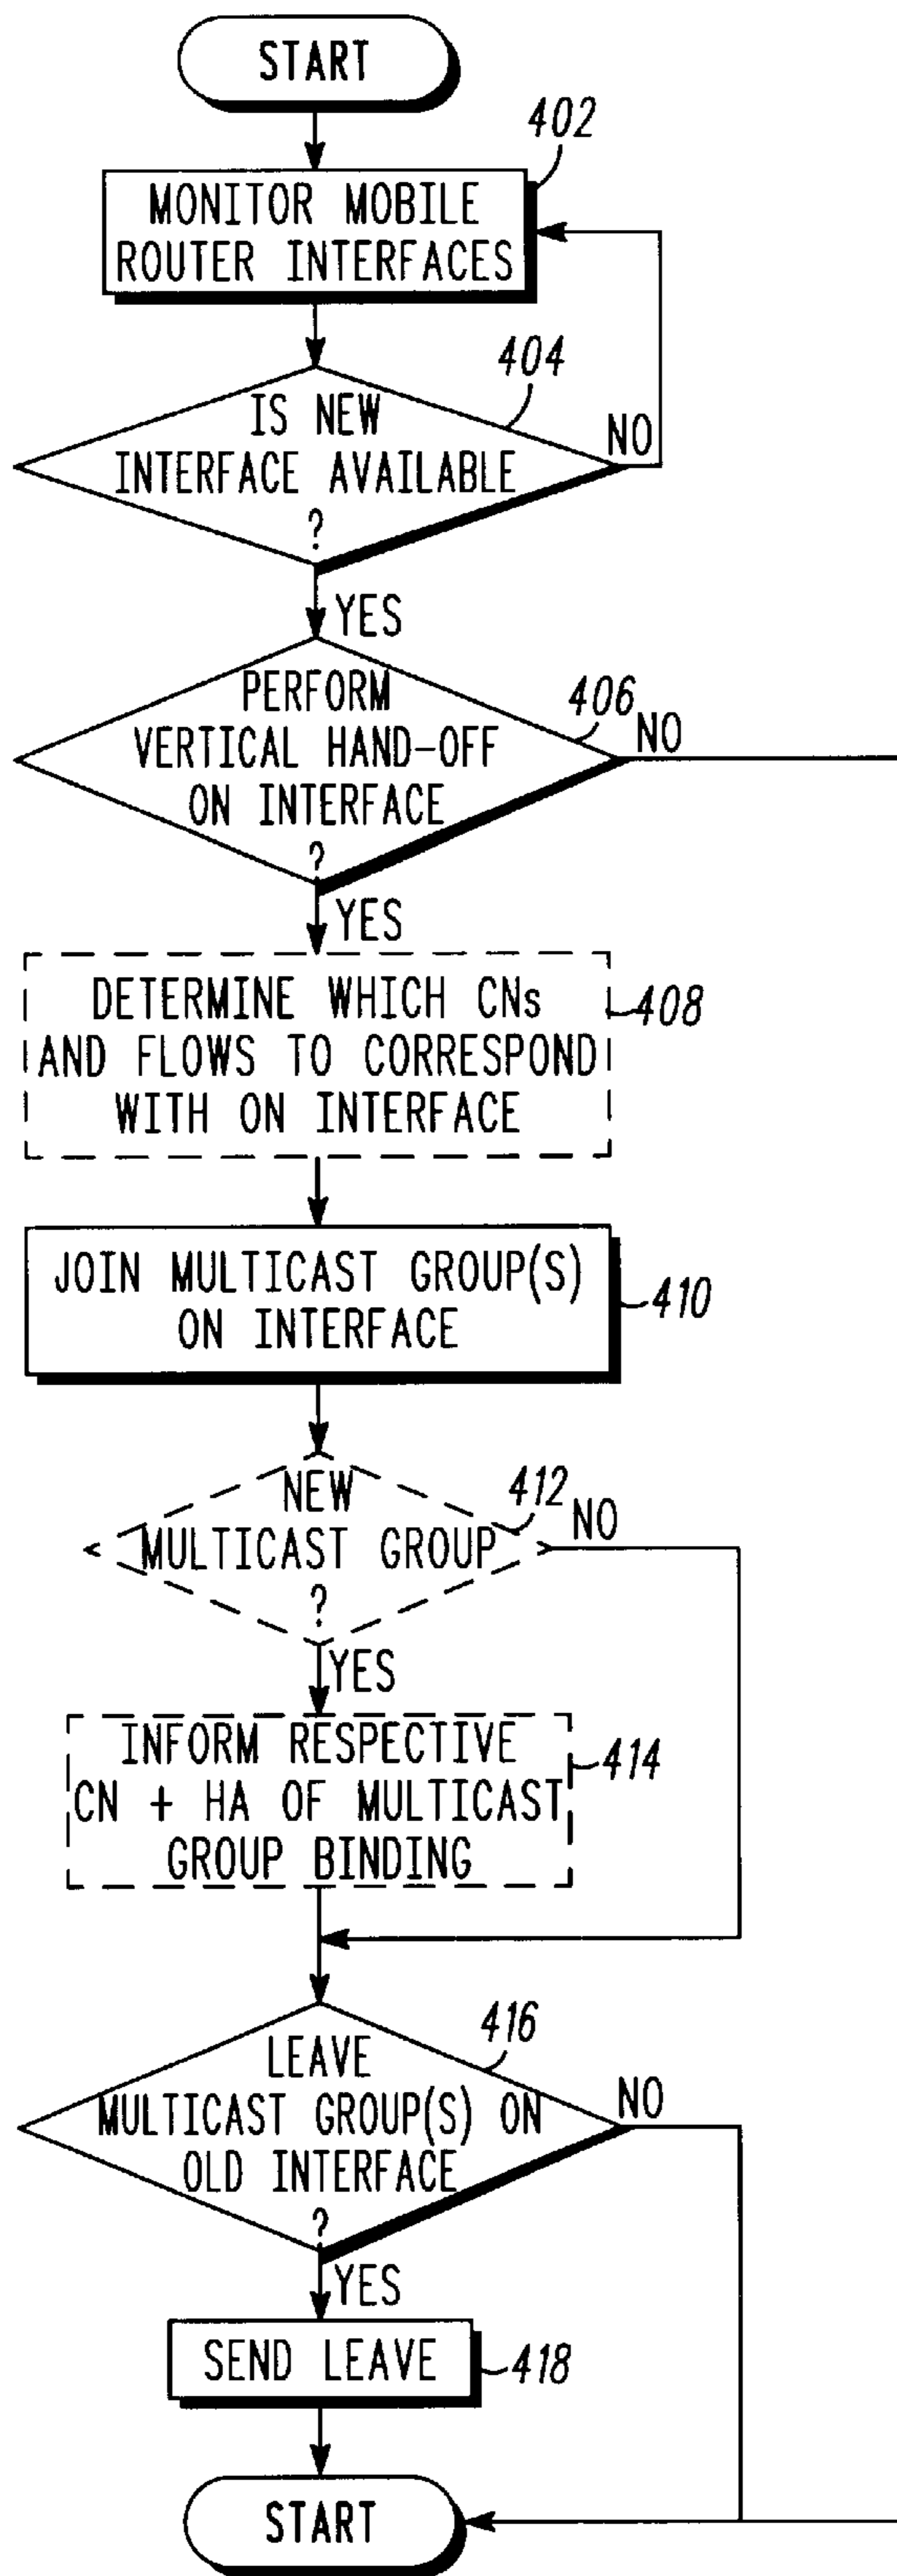 START
402
MONITOR MOBILE
ROUTER INTERFACES
404
IS NEW
INTERFACE AVAILABLE
?
NO
YES
406
PERFORM
VERTICAL HAND-OFF
ON INTERFACE
?
NO
YES
DETERMINE WHICH CNs
AND FLOWS TO CORRESPOND
WITH ON INTERFACE
408
JOIN MULTICAST GROUP(S)
ON INTERFACE
410
NEW
MULTICAST GROUP
?
412
NO
YES
INFORM RESPECTIVE
CN + HA OF MULTICAST
GROUP BINDING
414
416
LEAVE
MULTICAST GROUP(S) ON
OLD INTERFACE
?
NO
YES
SEND LEAVE
418
START